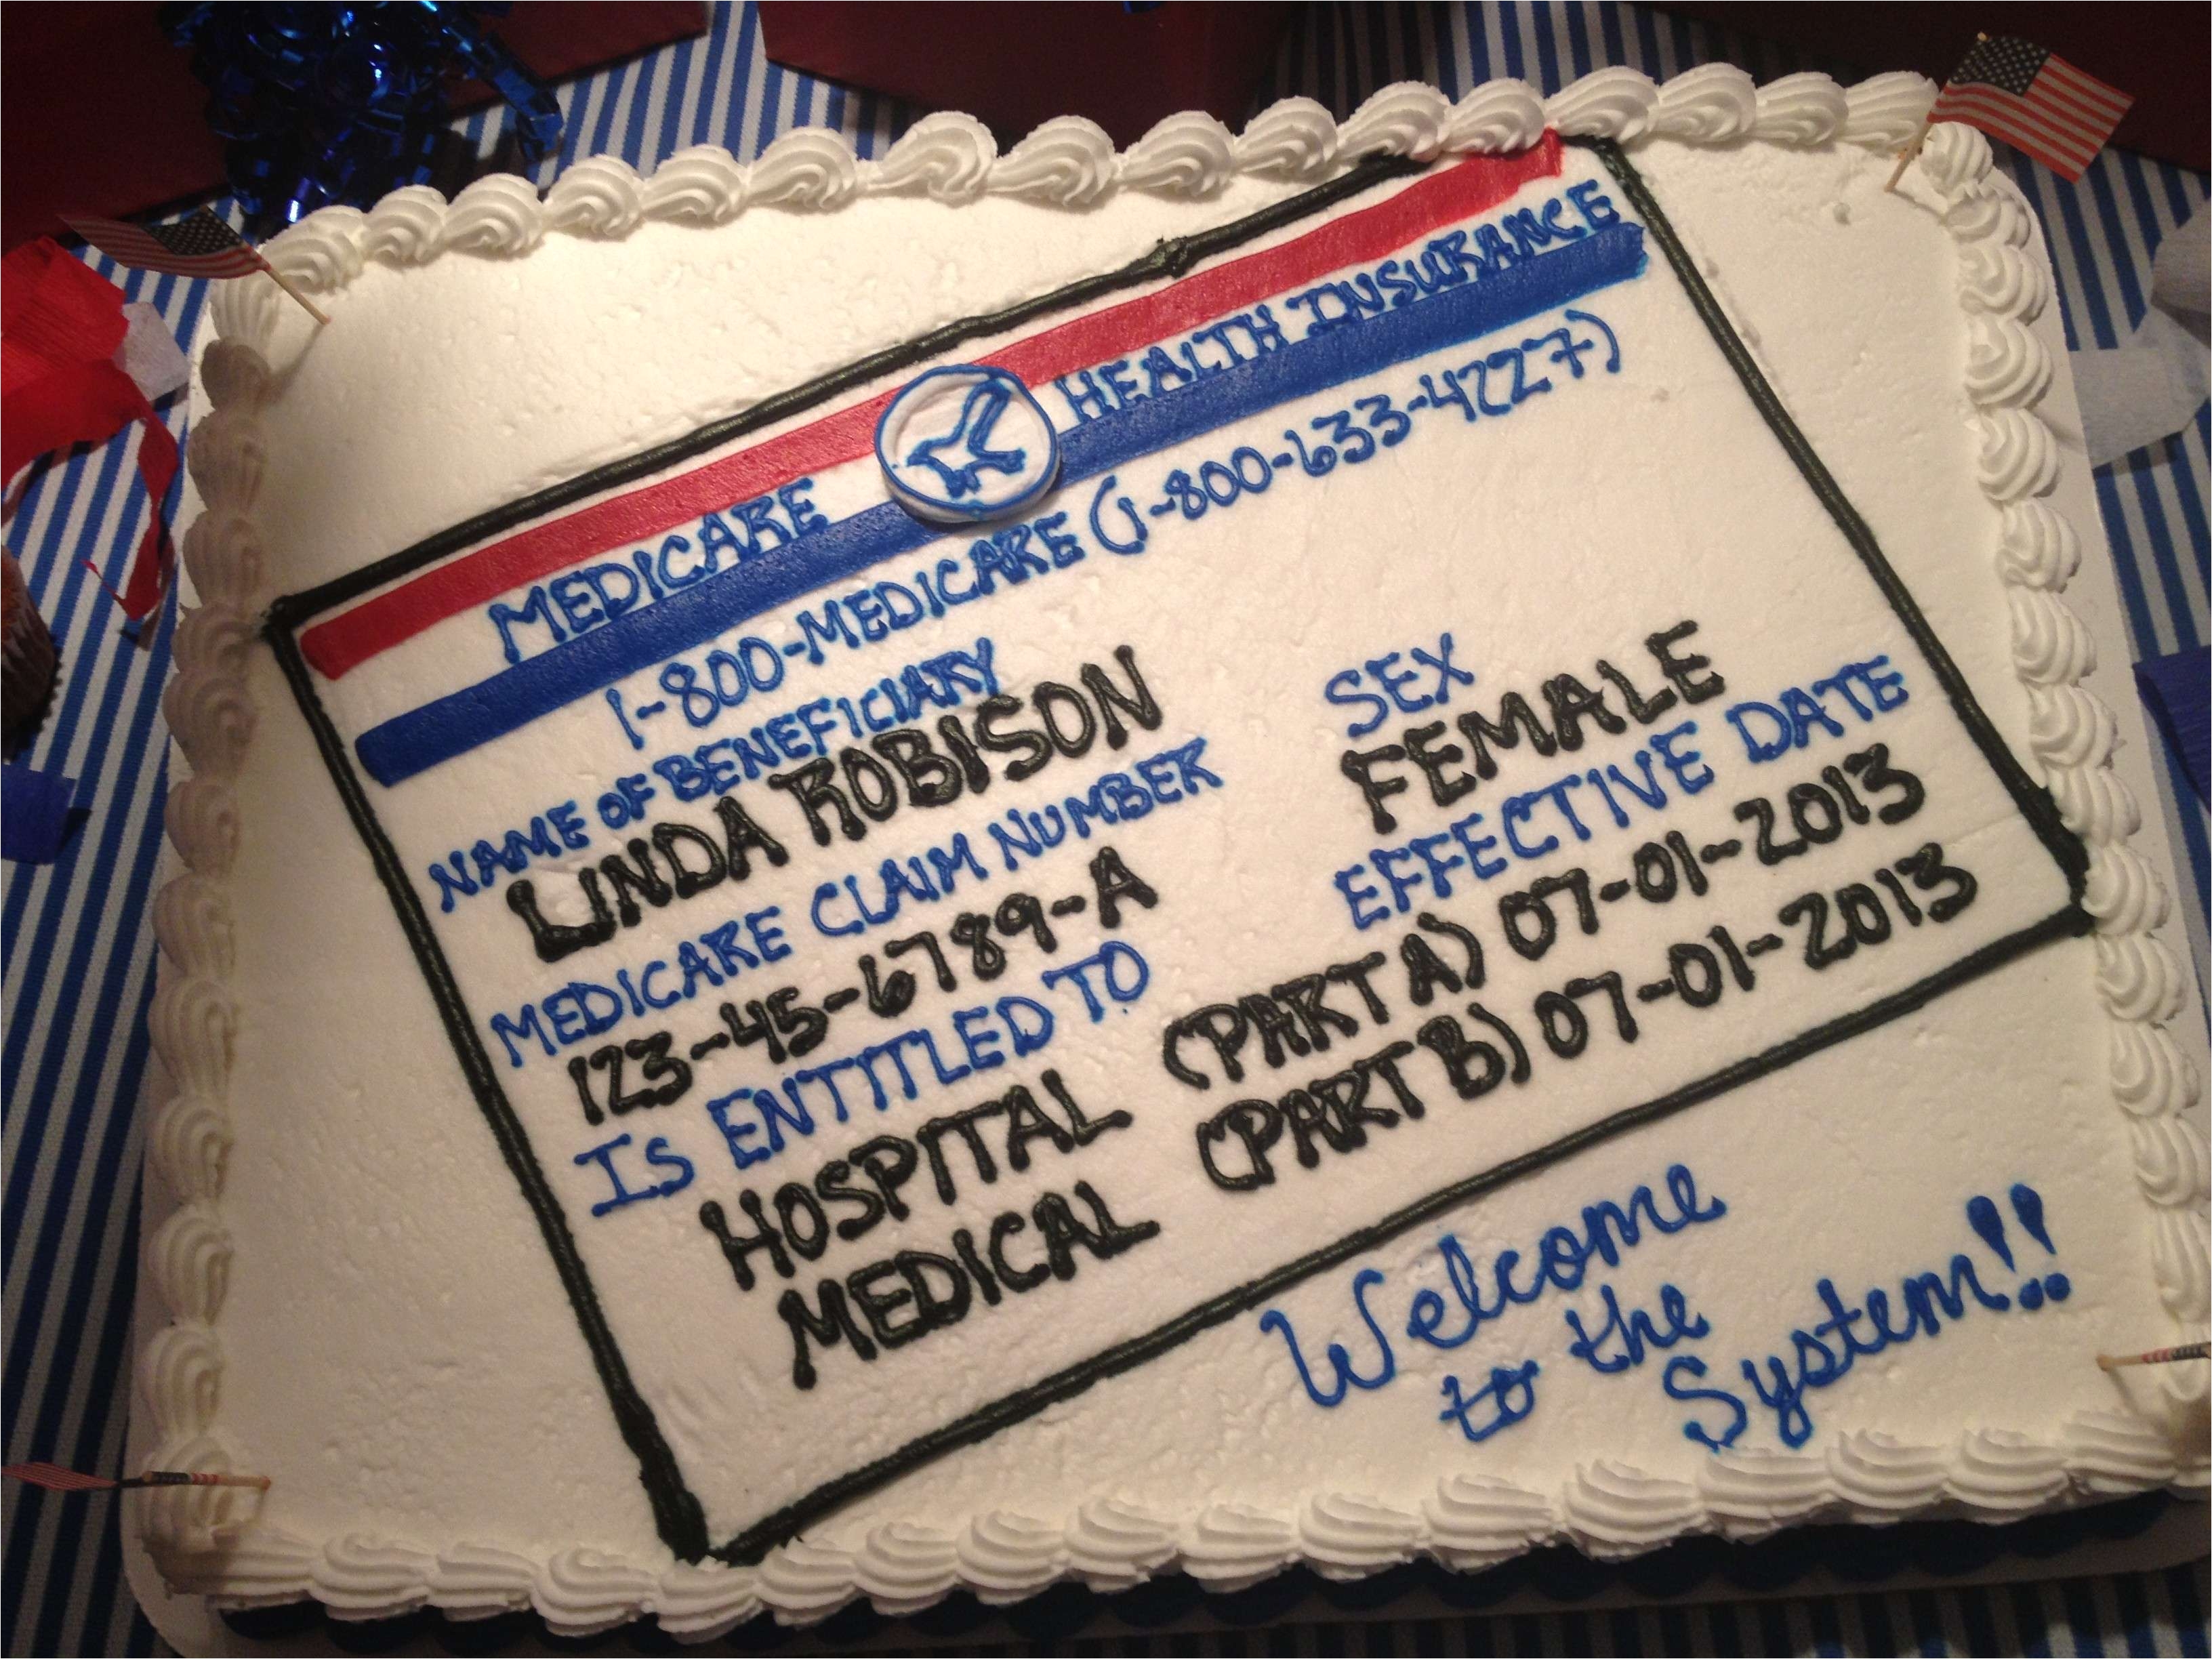 MEDICARE HEALTH INSURANCE
1-800-MEDICARE (1-800-633-4227)
NAME OF BENEFICIARY
LINDA ROBISON
SEX
FEMALE
MEDICARE CLAIM NUMBER
123-45-6789-A
EFFECTIVE DATE
IS ENTITLED TO
HOSPITAL (PART A) 07-01-2013
MEDICAL (PART B) 07-01-2013
Welcome
to the
System!!